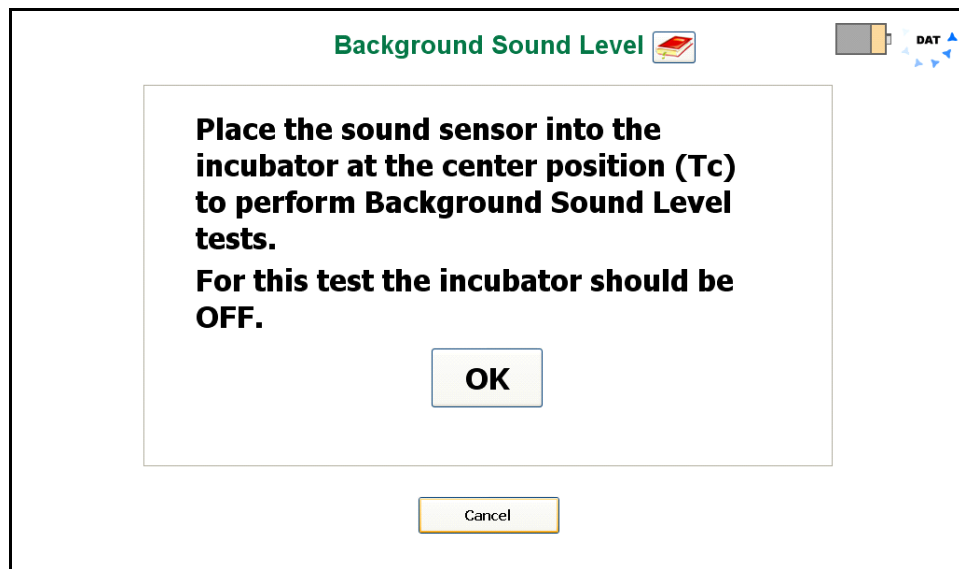 Background Sound Level
DAT
Place the sound sensor into the
incubator at the center position (Tc)
to perform Background Sound Level
tests.
For this test the incubator should be
OFF.
OK
Cancel